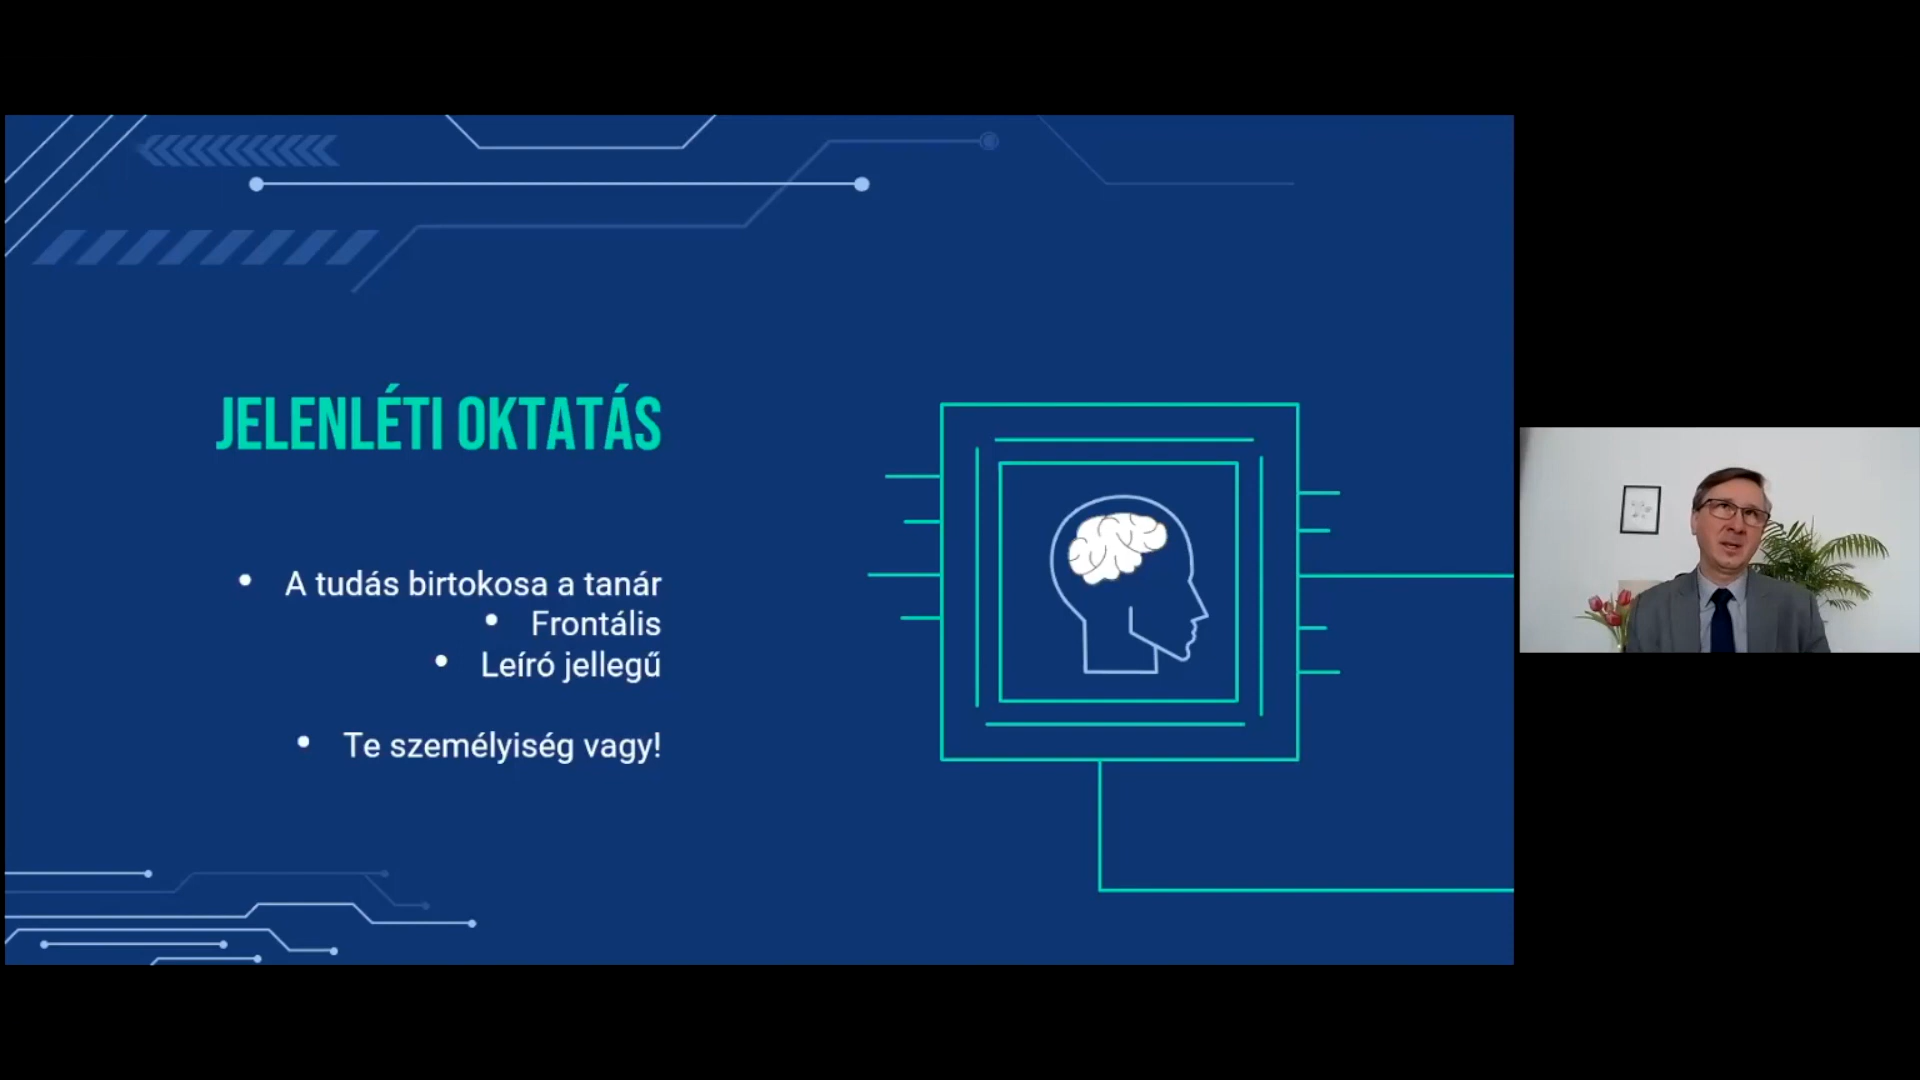 JELENLÉTI OKTATÁS
• A tudás birtokosa a tanár
• Frontális
• Leíró jellegű
• Te személyiség vagy!